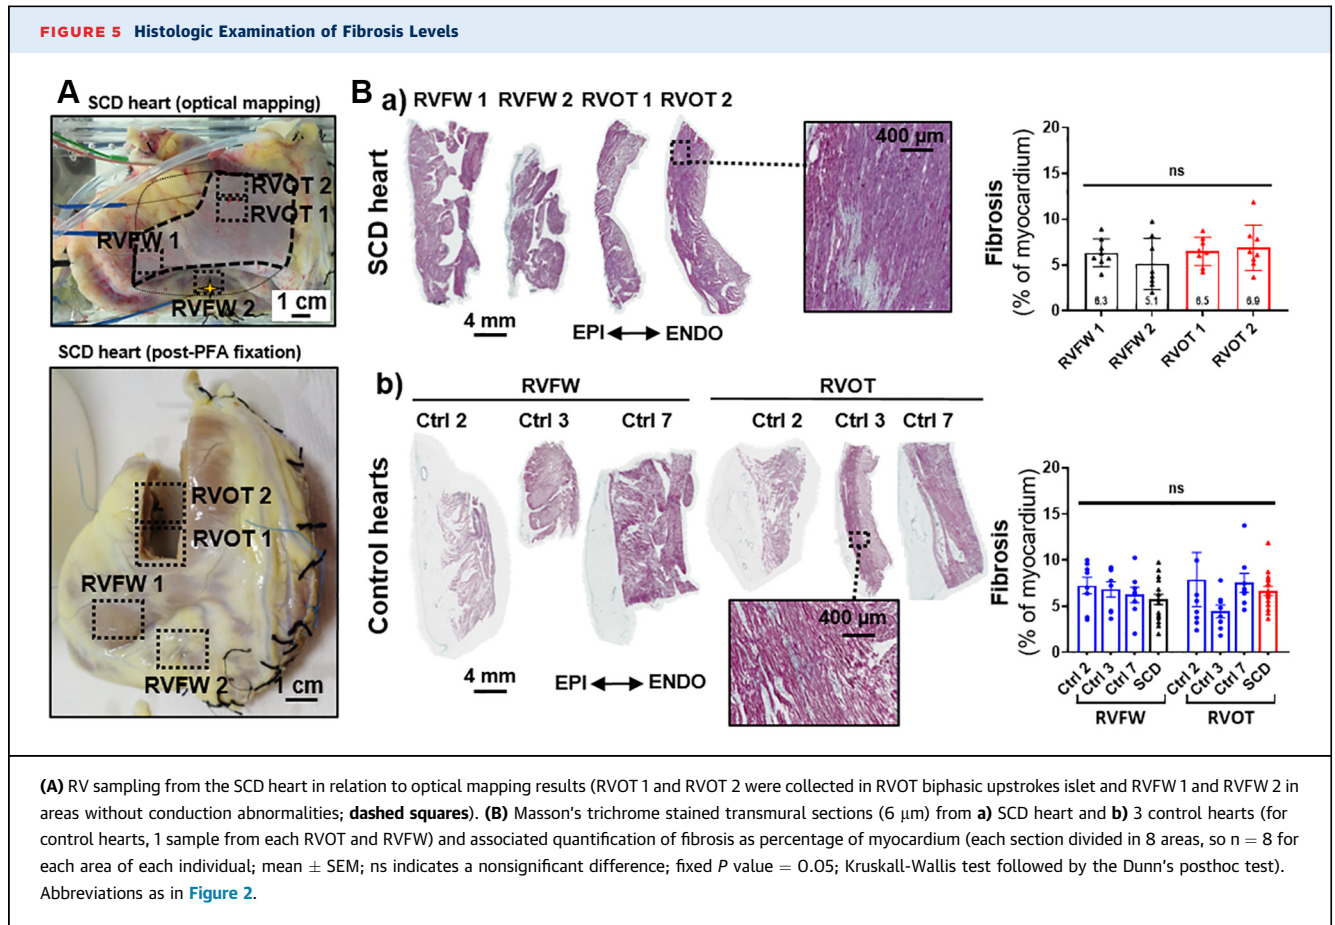 FIGURE 5 Histologic Examination of Fibrosis Levels
A
SCD heart (optical mapping)
RVOT 2
RVOT 1
RVFW 1
RVFW 2
1 cm
SCD heart (post-PFA fixation)
RVOT 2
RVOT 1
RVFW 1
RVFW 2
1 cm
B
a)
RVFW 1 RVFW 2 RVOT 1 RVOT 2
SCD heart
400 µm
4 mm
EPI ENDO
Fibrosis
(% of myocardium)
20
15
10
5
0
ns
6.3 5.1 6.5 6.9
RVFW 1 RVFW 2 RVOT 1 RVOT 2
b)
RVFW RVOT
Ctrl 2 Ctrl 3 Ctrl 7 Ctrl 2 Ctrl 3 Ctrl 7
Control hearts
400 µm
4 mm
EPI ENDO
Fibrosis
(% of myocardium)
20
15
10
5
0
ns
Ctrl 2 Ctrl 3 Ctrl 7 SCD Ctrl 2 Ctrl 3 Ctrl 7 SCD
RVFW RVOT
(A) RV sampling from the SCD heart in relation to optical mapping results (RVOT 1 and RVOT 2 were collected in RVOT biphasic upstrokes islet and RVFW 1 and RVFW 2 in
areas without conduction abnormalities; dashed squares). (B) Masson's trichrome stained transmural sections (6 µm) from a) SCD heart and b) 3 control hearts (for
control hearts, 1 sample from each RVOT and RVFW) and associated quantification of fibrosis as percentage of myocardium (each section divided in 8 areas, so n = 8 for
each area of each individual; mean ± SEM; ns indicates a nonsignificant difference; fixed P value = 0.05; Kruskall-Wallis test followed by the Dunn's posthoc test).
Abbreviations as in Figure 2.